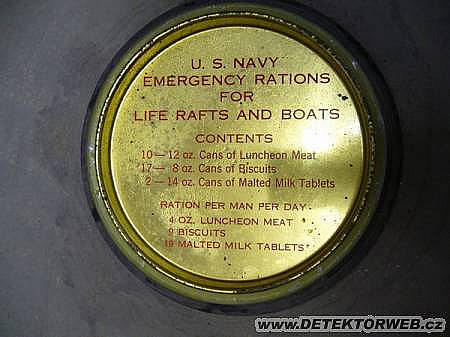 U. S. NAVY
EMERGENCY RATIONS
FOR
LIFE RAFTS AND BOATS
CONTENTS
10—12 oz. Cans of Luncheon Meat
17— 8 oz. Cans of Biscuits
2—14 oz. Cans of Malted Milk Tablets
RATION PER MAN PER DAY
4 OZ. LUNCHEON MEAT
9 BISCUITS
19 MALTED MILK TABLETS
WWW.DETEKTORWEB.CZ